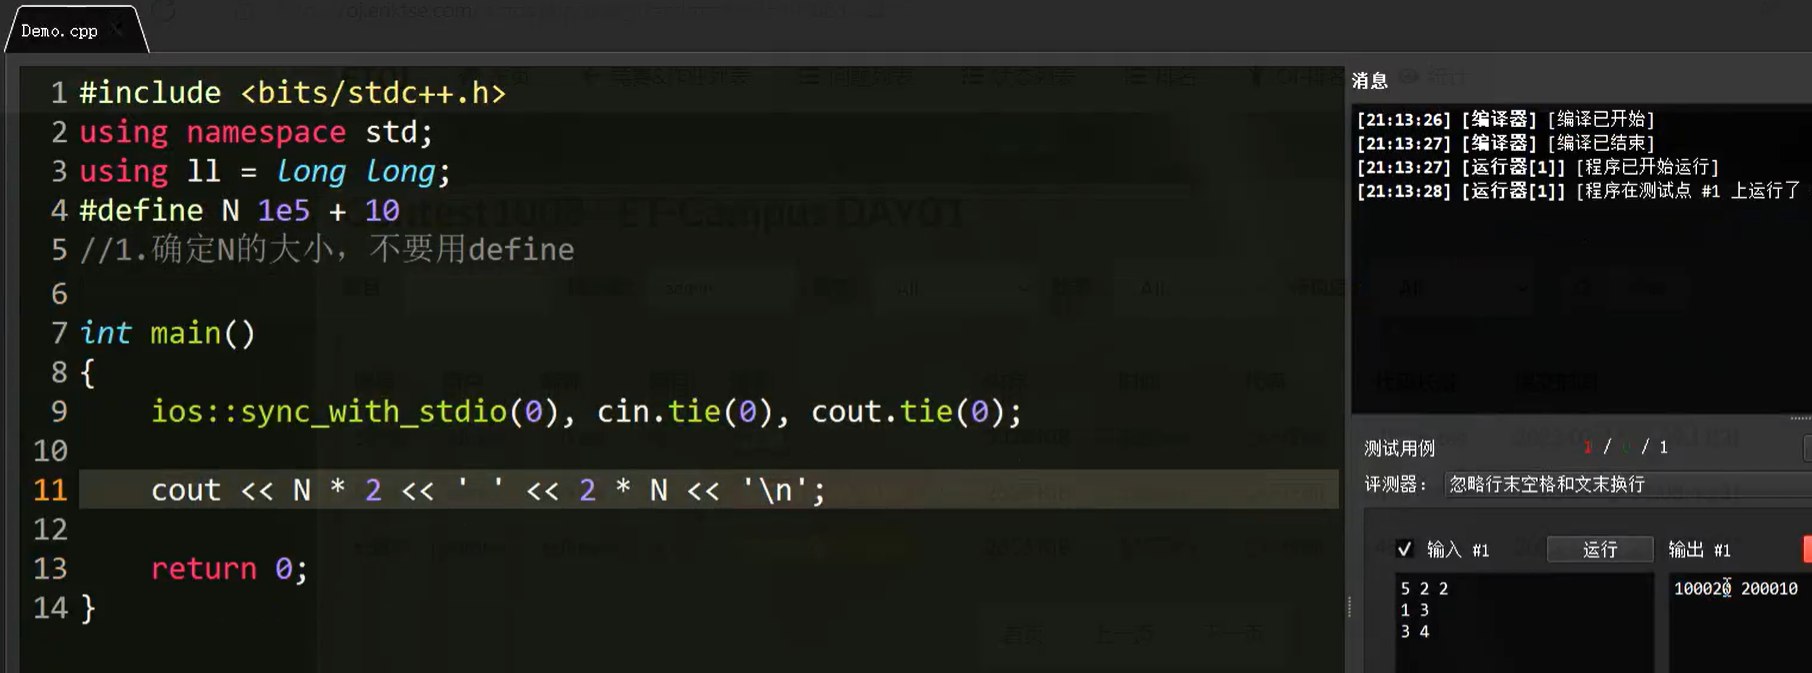 Demo.cpp
1 #include <bits/stdc++.h>
2 using namespace std;
3 using ll = long long;
4 #define N 1e5 + 10
5 //1.确定N的大小，不要用define
6
7 int main()
8 {
9 ios::sync_with_stdio(0), cin.tie(0), cout.tie(0);
10
11 cout << N * 2 << ' ' << 2 * N << '\n';
12
13 return 0;
14 }
消息
[21:13:26] [编译器] [编译已开始]
[21:13:27] [编译器] [编译已结束]
[21:13:27] [运行器[1]] [程序已开始运行]
[21:13:28] [运行器[1]] [程序在测试点 #1 上运行了
测试用例 1 / 0 / 1
评测器： 忽略行末空格和文末换行
输入 #1 运行 输出 #1
5 2 2
1 3
3 4
100020 200010